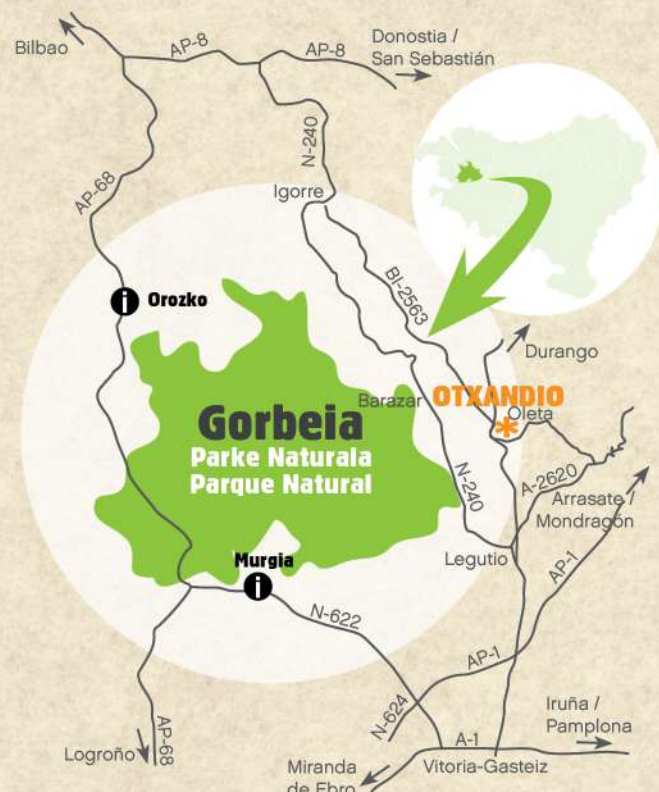 Bilbao
AP-8
AP-8
Donostia /
San Sebastián
N-240
AP-68
Igorre
BI-2563
i Orozko
Durango
Barazar
OTXANDIO
Oleta
*
Gorbeia
Parke Naturala
Parque Natural
N-240
A-2620
Arrasate /
Mondragón
Legutio
Murgia
i
AP-1
N-622
AP-1
N-624
Iruña /
Pamplona
AP-68
Logroño
A-1
Miranda
de Ebro
Vitoria-Gasteiz